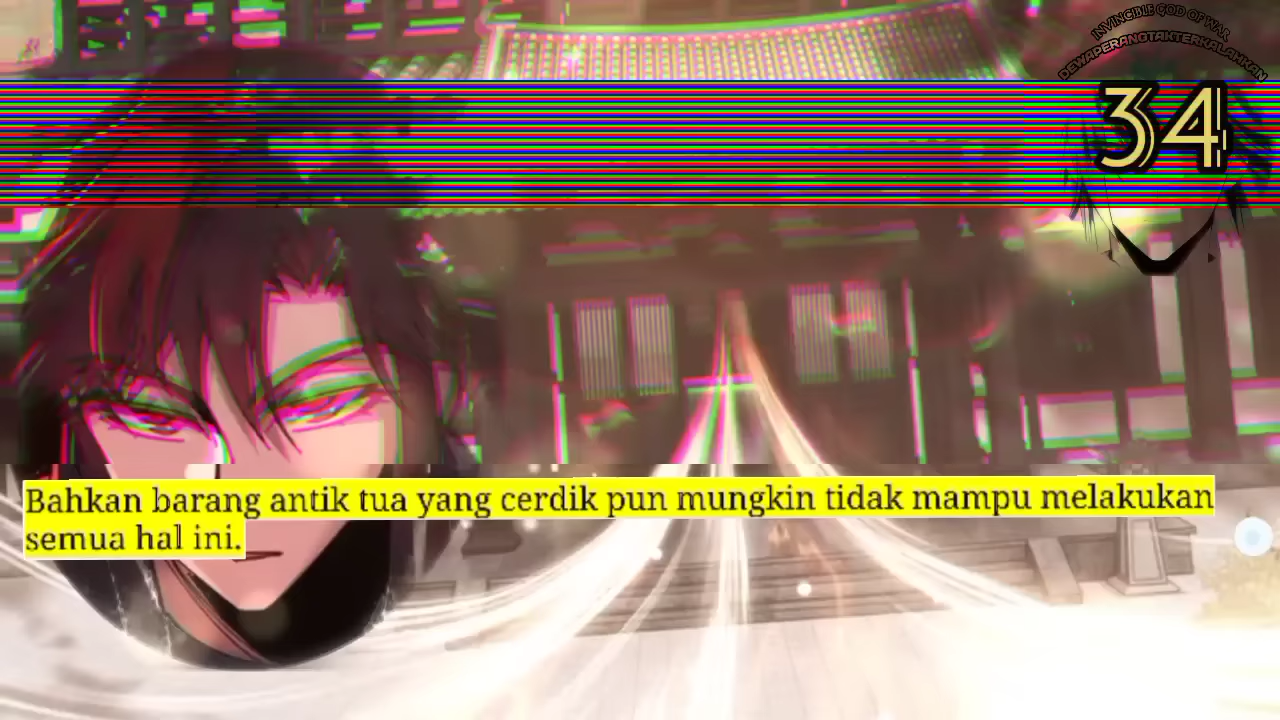 INVINCIBLE GOD OF WAR
DEWAPERANGTAKTERKALAHKAN
34
Bahkan barang antik tua yang cerdik pun mungkin tidak mampu melakukan
semua hal ini.